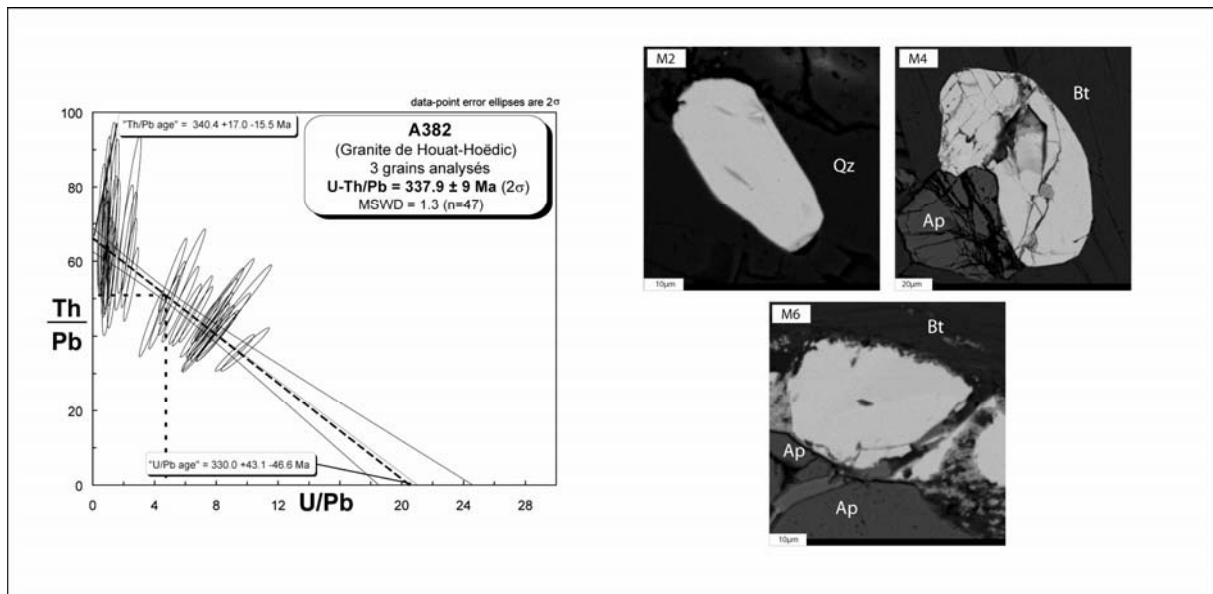 data-point error ellipses are 2σ
100
80
60
40
20
0
Th
Pb
0
4
8
12
16
20
24
28
U/Pb
"Th/Pb age" = 340.4 +17.0 -15.5 Ma
A382
(Granite de Houat-Hoëdic)
3 grains analysés
U-Th/Pb = 337.9 ± 9 Ma (2σ)
MSWD = 1.3 (n=47)
"U/Pb age" = 330.0 +43.1 -46.6 Ma
M2
Qz
10µm
M4
Bt
Ap
20µm
M6
Bt
Ap
Ap
10µm